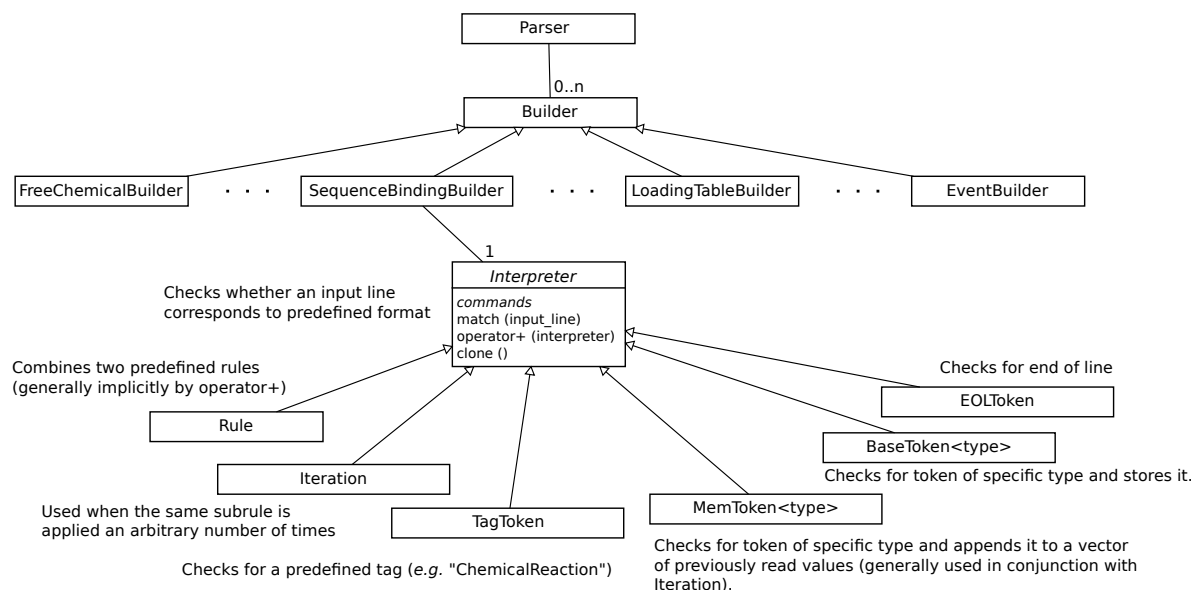 Parser
0..n
Builder
FreeChemicalBuilder
. . .
SequenceBindingBuilder
. . .
LoadingTableBuilder
. . .
EventBuilder
1
Interpreter
Checks whether an input line
corresponds to predefined format
commands
match (input_line)
operator+ (interpreter)
clone ()
Combines two predefined rules
(generally implicitly by operator+)
Rule
Checks for end of line
EOLToken
BaseToken<type>
Checks for token of specific type and stores it.
Iteration
Used when the same subrule is
applied an arbitrary number of times
TagToken
Checks for a predefined tag (e.g. "ChemicalReaction")
MemToken<type>
Checks for token of specific type and appends it to a vector
of previously read values (generally used in conjunction with
Iteration).